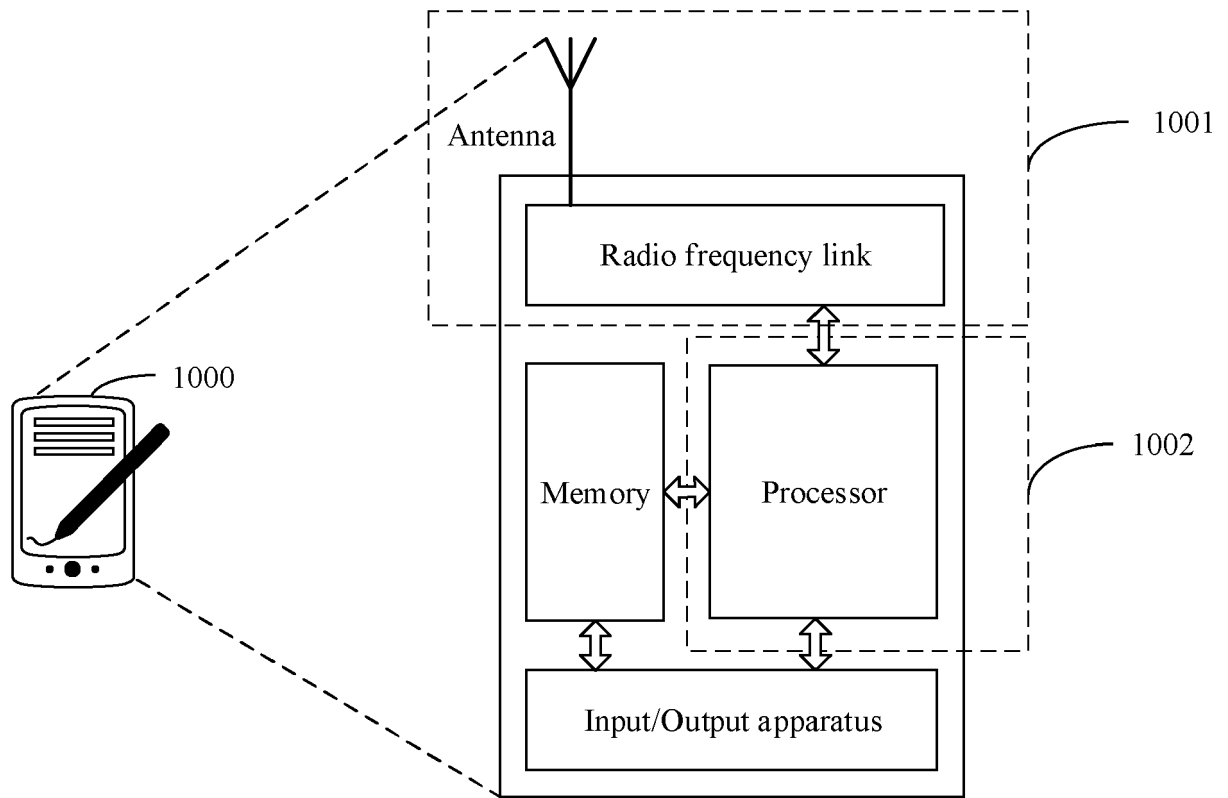 1001
Antenna
Radio frequency link
1000
1002
Memory
Processor
Input/Output apparatus